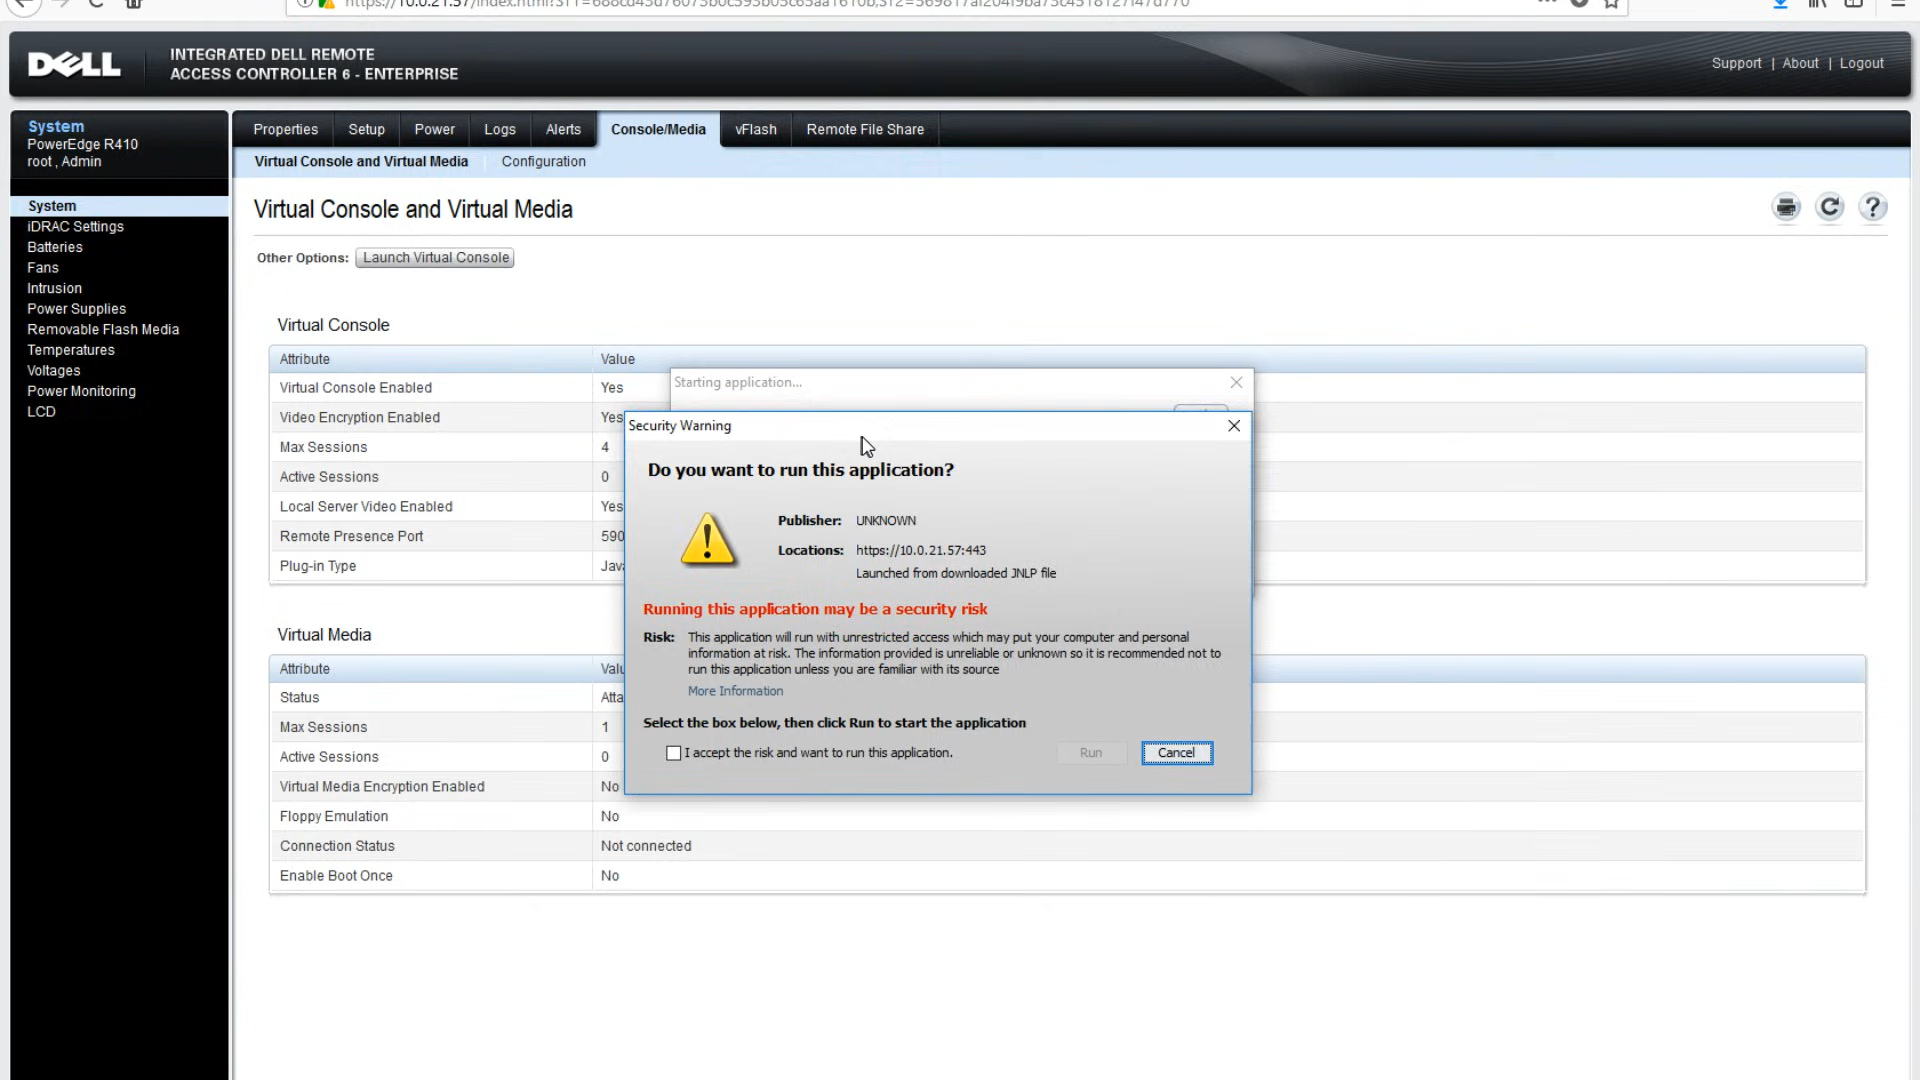 DELL
INTEGRATED DELL REMOTE
ACCESS CONTROLLER 6 - ENTERPRISE
Support | About | Logout
System
PowerEdge R410
root , Admin
Properties Setup Power Logs Alerts Console/Media vFlash Remote File Share
Virtual Console and Virtual Media Configuration
System
iDRAC Settings
Batteries
Fans
Intrusion
Power Supplies
Removable Flash Media
Temperatures
Voltages
Power Monitoring
LCD
Virtual Console and Virtual Media
Other Options: Launch Virtual Console
Virtual Console
Attribute Value
Virtual Console Enabled Yes
Video Encryption Enabled Yes
Max Sessions 4
Active Sessions 0
Local Server Video Enabled Yes
Remote Presence Port 590
Plug-in Type Java
Virtual Media
Attribute Valu
Status Atta
Max Sessions 1
Active Sessions 0
Virtual Media Encryption Enabled No
Floppy Emulation No
Connection Status Not connected
Enable Boot Once No
Starting application...
Security Warning
Do you want to run this application?
Publisher: UNKNOWN
Locations: https://10.0.21.57:443
Launched from downloaded JNLP file
Running this application may be a security risk
Risk: This application will run with unrestricted access which may put your computer and personal
information at risk. The information provided is unreliable or unknown so it is recommended not to
run this application unless you are familiar with its source
More Information
Select the box below, then click Run to start the application
I accept the risk and want to run this application. Run Cancel